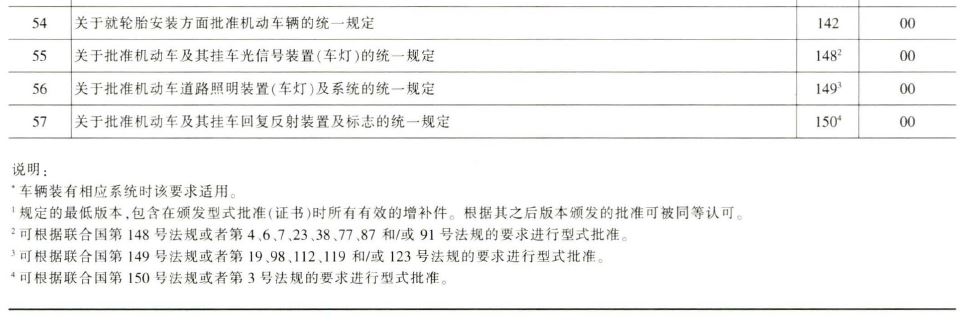 54 关于就轮胎安装方面批准机动车辆的统一规定 142 00
55 关于批准机动车及其挂车光信号装置(车灯)的统一规定 148² 00
56 关于批准机动车道路照明装置(车灯)及系统的统一规定 149³ 00
57 关于批准机动车及其挂车回复反射装置及标志的统一规定 150⁴ 00
说明:
* 车辆装有相应系统时该要求适用。
¹ 规定的最低版本,包含在颁发型式批准(证书)时所有有效的增补件。根据其之后版本颁发的批准可被同等认可。
² 可根据联合国第 148 号法规或者第 4、6、7、23、38、77、87 和/或 91 号法规的要求进行型式批准。
³ 可根据联合国第 149 号法规或者第 19、98、112、119 和/或 123 号法规的要求进行型式批准。
⁴ 可根据联合国第 150 号法规或者第 3 号法规的要求进行型式批准。